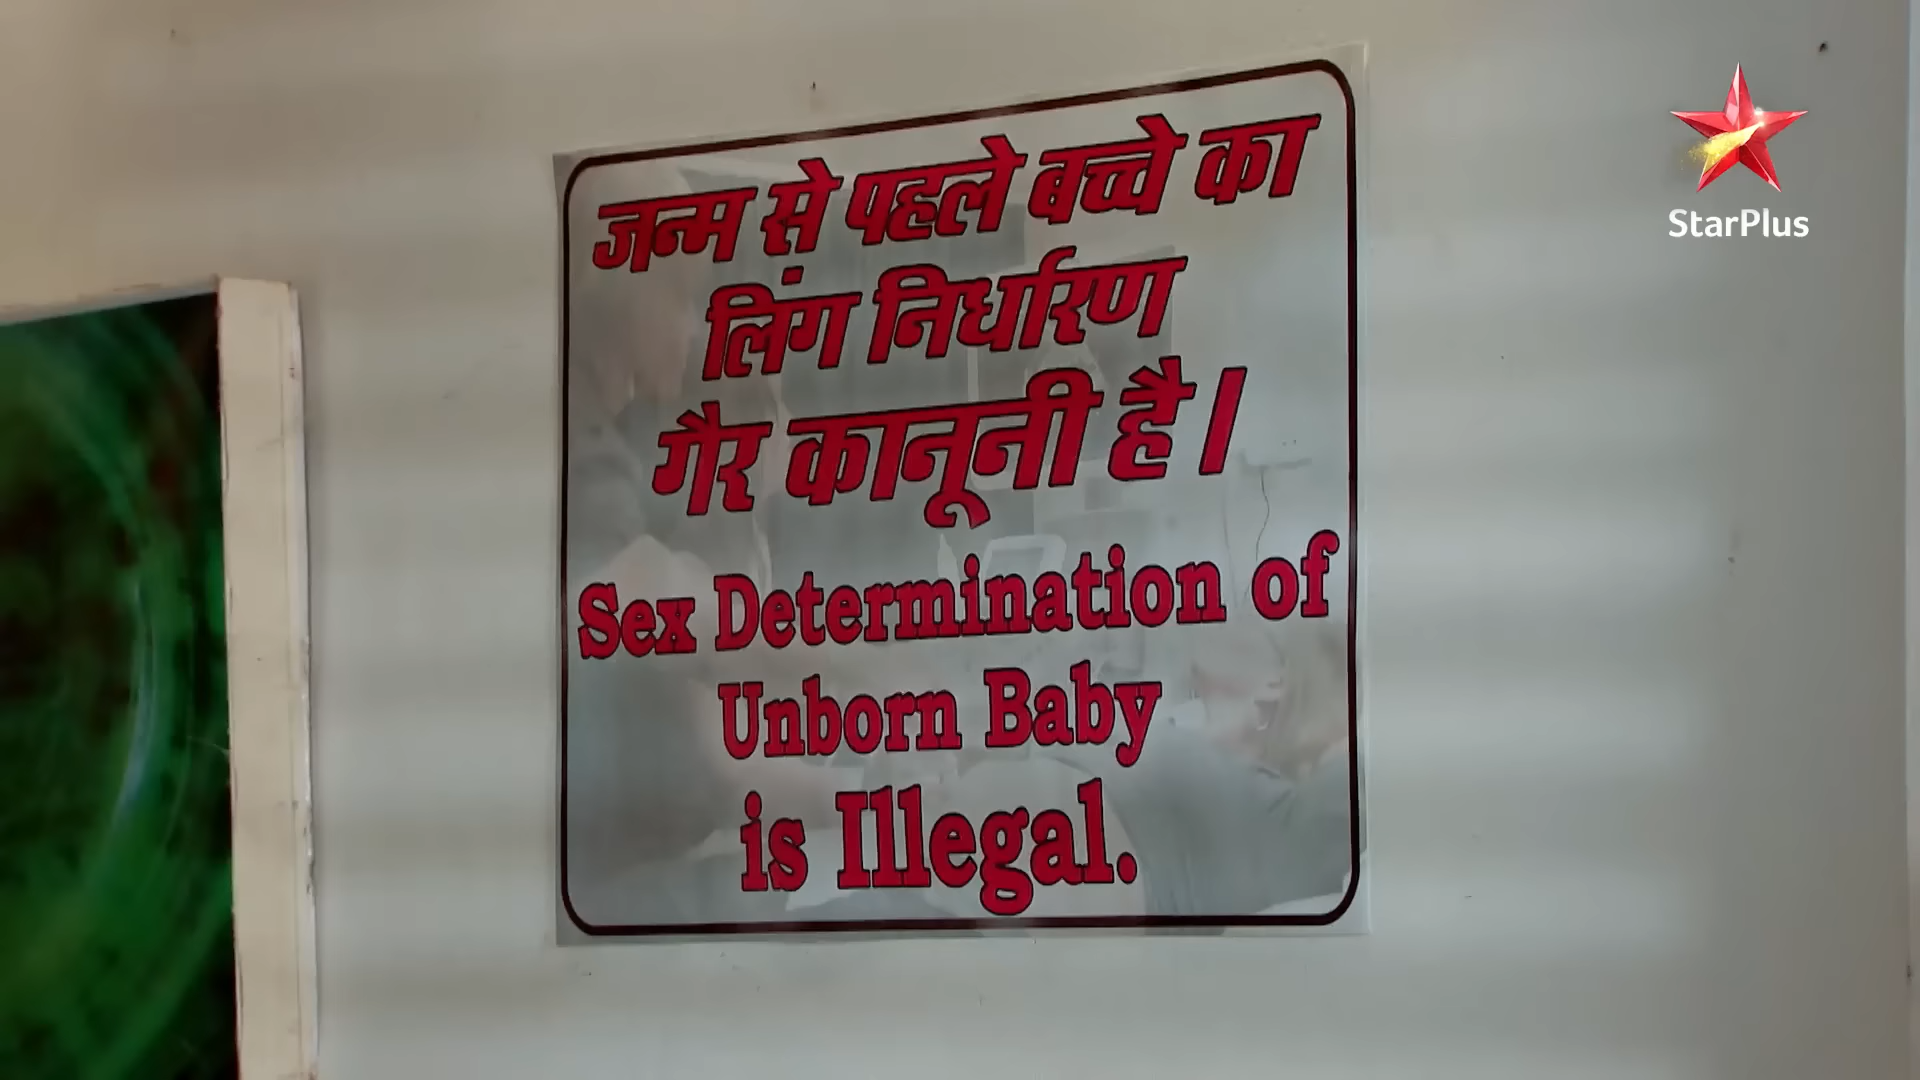 जन्म से पहले बच्चे का
लिंग निर्धारण
गैर कानूनी है।
Sex Determination of
Unborn Baby
is Illegal.
StarPlus